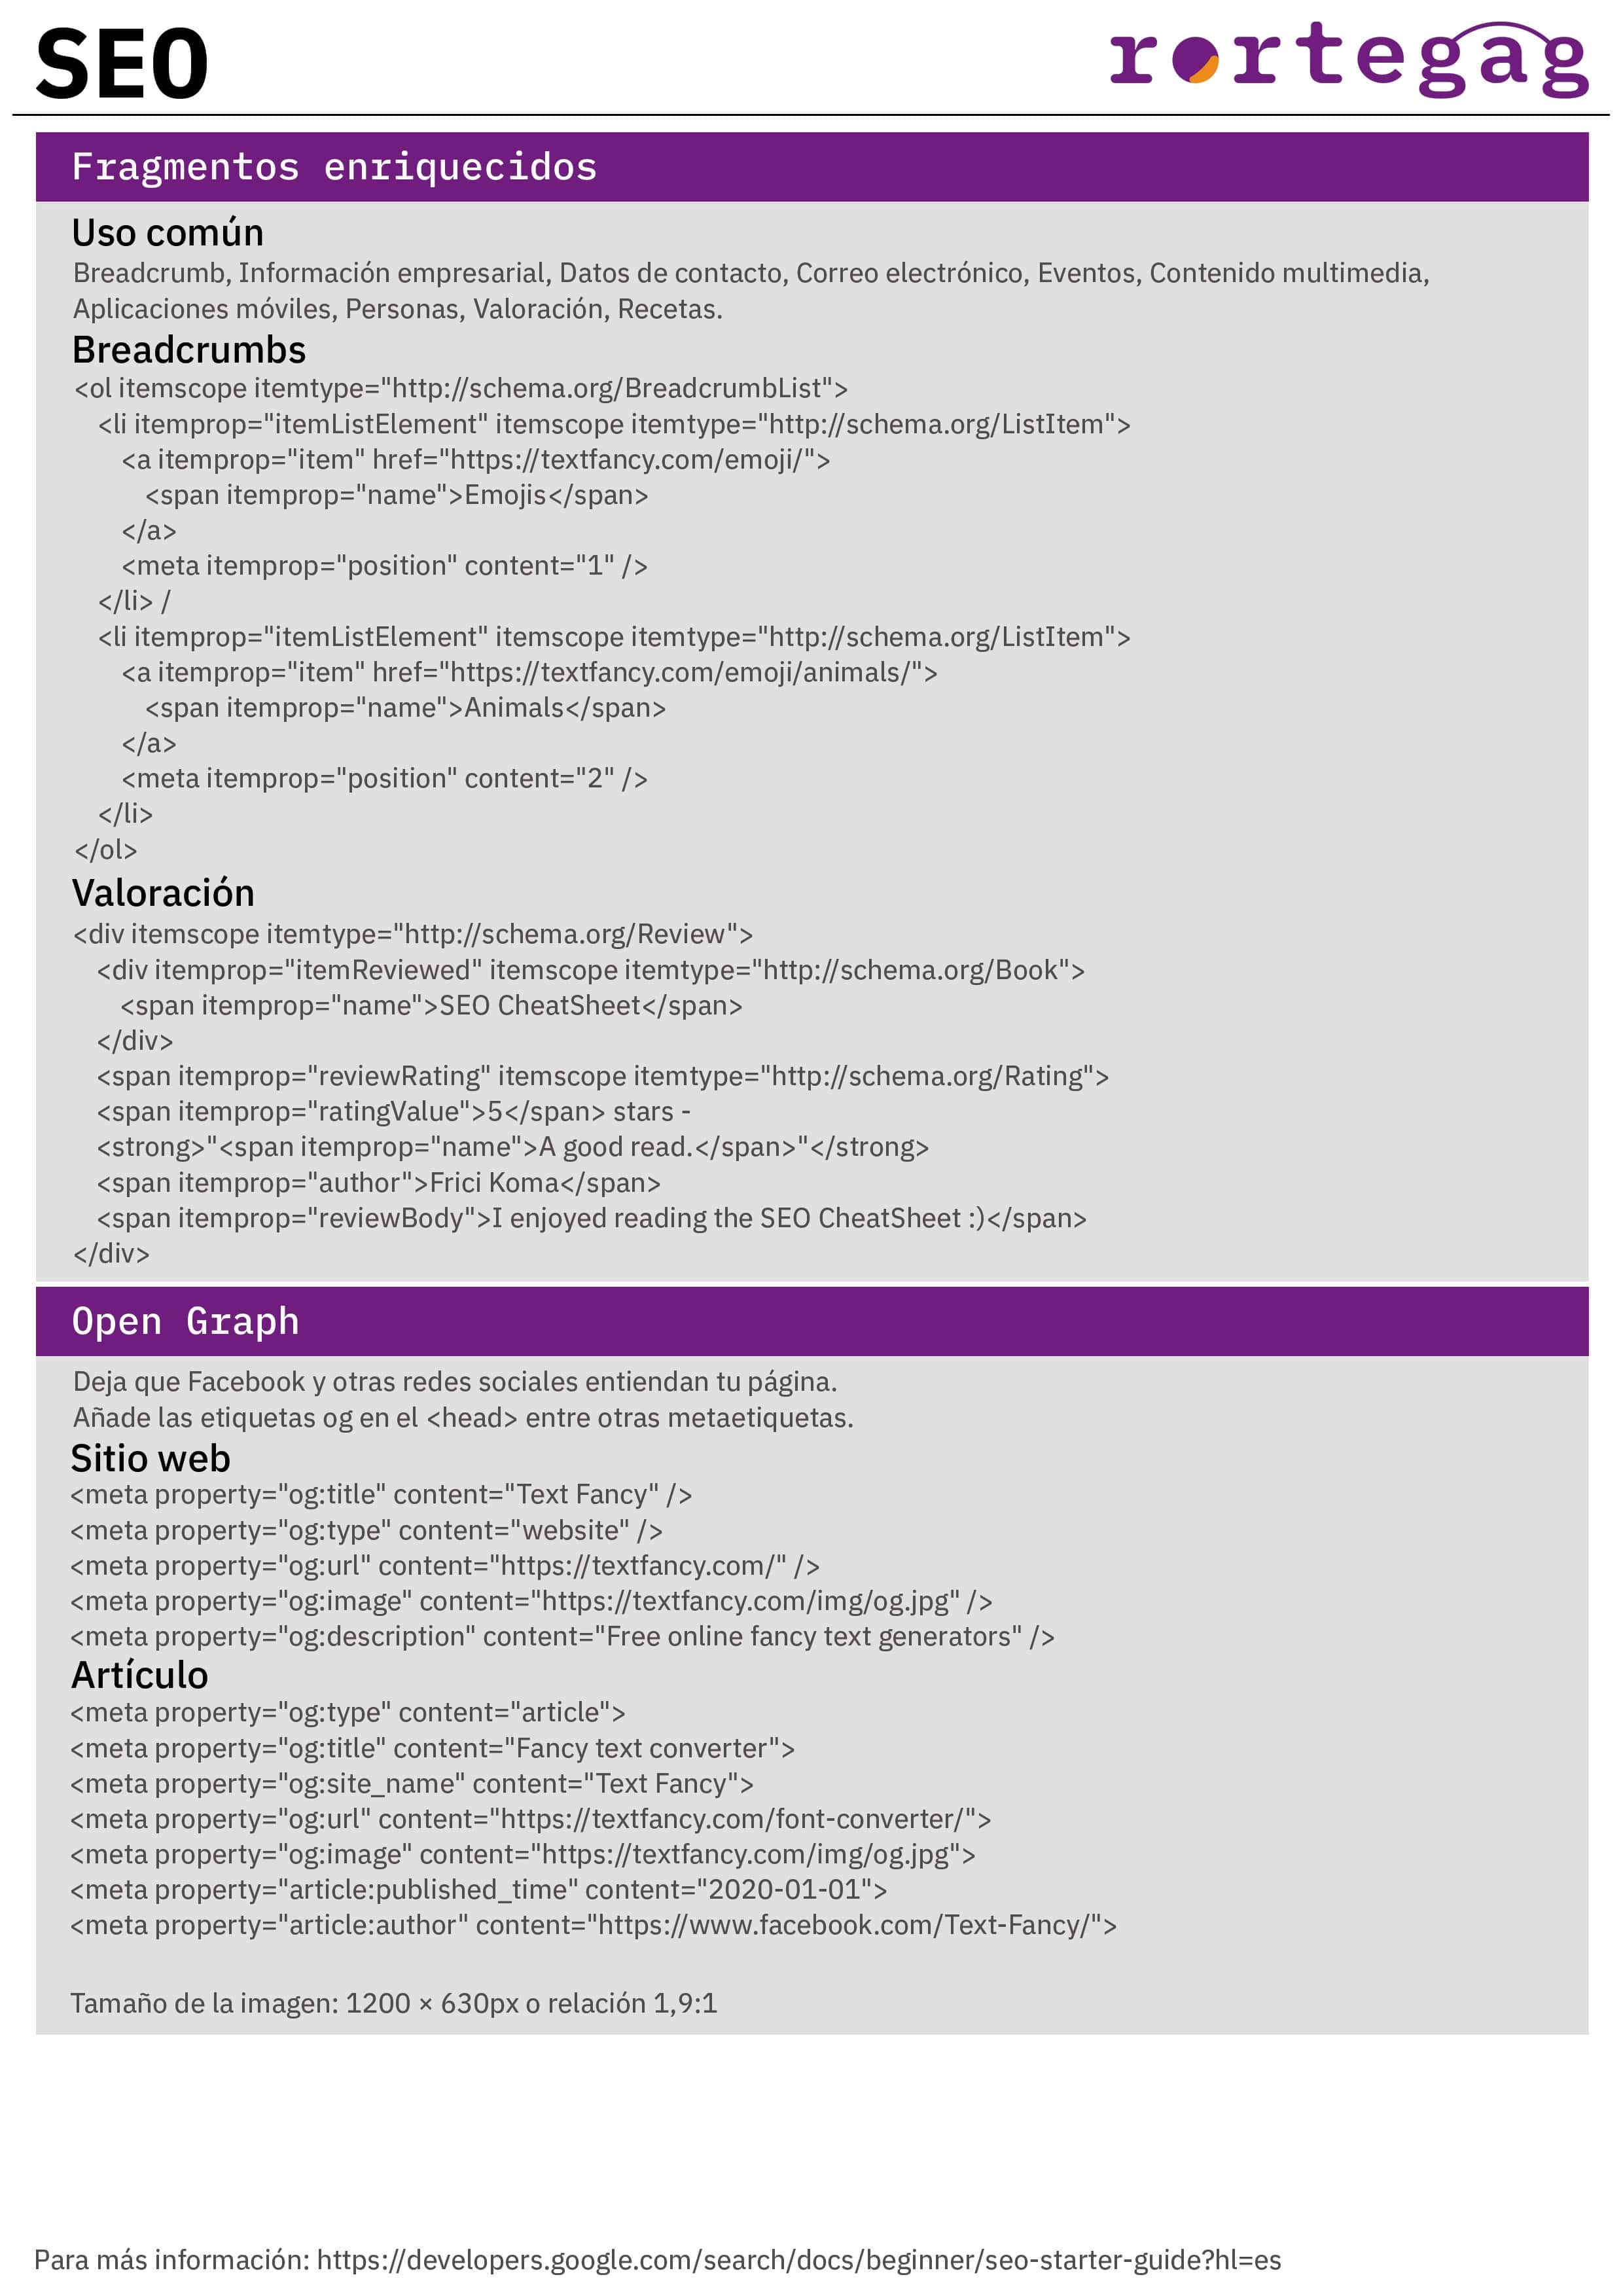 SEO
rortegag
Fragmentos enriquecidos
Uso común
Breadcrumb, Información empresarial, Datos de contacto, Correo electrónico, Eventos, Contenido multimedia,
Aplicaciones móviles, Personas, Valoración, Recetas.
Breadcrumbs
<ol itemscope itemtype="http://schema.org/BreadcrumbList">
<li itemprop="itemListElement" itemscope itemtype="http://schema.org/ListItem">
<a itemprop="item" href="https://textfancy.com/emoji/">
<span itemprop="name">Emojis</span>
</a>
<meta itemprop="position" content="1" />
</li> /
<li itemprop="itemListElement" itemscope itemtype="http://schema.org/ListItem">
<a itemprop="item" href="https://textfancy.com/emoji/animals/">
<span itemprop="name">Animals</span>
</a>
<meta itemprop="position" content="2" />
</li>
</ol>
Valoración
<div itemscope itemtype="http://schema.org/Review">
<div itemprop="itemReviewed" itemscope itemtype="http://schema.org/Book">
<span itemprop="name">SEO CheatSheet</span>
</div>
<span itemprop="reviewRating" itemscope itemtype="http://schema.org/Rating">
<span itemprop="ratingValue">5</span> stars -
<strong>"<span itemprop="name">A good read.</span>"</strong>
<span itemprop="author">Frici Koma</span>
<span itemprop="reviewBody">I enjoyed reading the SEO CheatSheet :)</span>
</div>
Open Graph
Deja que Facebook y otras redes sociales entiendan tu página.
Añade las etiquetas og en el <head> entre otras metaetiquetas.
Sitio web
<meta property="og:title" content="Text Fancy" />
<meta property="og:type" content="website" />
<meta property="og:url" content="https://textfancy.com/" />
<meta property="og:image" content="https://textfancy.com/img/og.jpg" />
<meta property="og:description" content="Free online fancy text generators" />
Artículo
<meta property="og:type" content="article">
<meta property="og:title" content="Fancy text converter">
<meta property="og:site_name" content="Text Fancy">
<meta property="og:url" content="https://textfancy.com/font-converter/">
<meta property="og:image" content="https://textfancy.com/img/og.jpg">
<meta property="article:published_time" content="2020-01-01">
<meta property="article:author" content="https://www.facebook.com/Text-Fancy/">
Tamaño de la imagen: 1200 × 630px o relación 1,9:1
Para más información: https://developers.google.com/search/docs/beginner/seo-starter-guide?hl=es